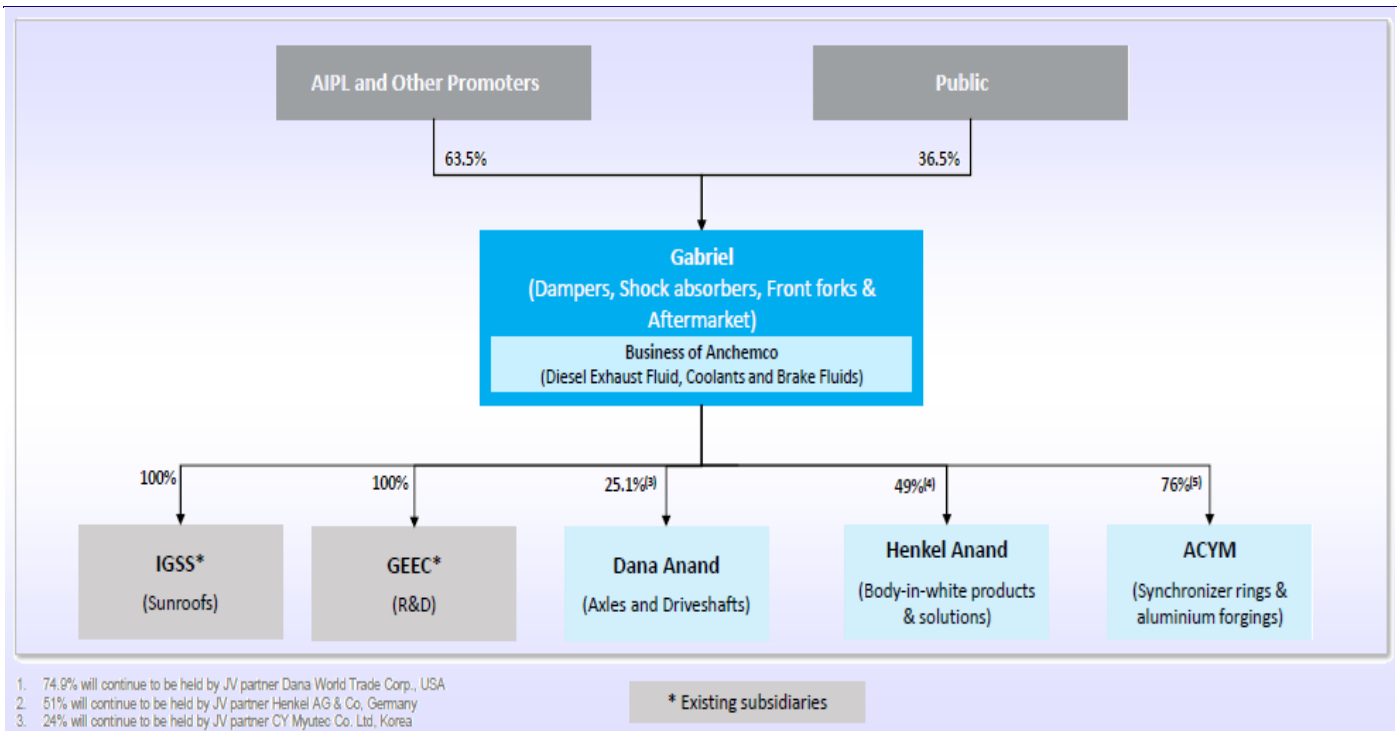 AIPL and Other Promoters
Public
63.5%
36.5%
Gabriel
(Dampers, Shock absorbers, Front forks &
Aftermarket)
Business of Anchemco
(Diesel Exhaust Fluid, Coolants and Brake Fluids)
100%
100%
25.1%(3)
49%(4)
76%(5)
IGSS*
(Sunroofs)
GEEC*
(R&D)
Dana Anand
(Axles and Driveshafts)
Henkel Anand
(Body-in-white products
& solutions)
ACYM
(Synchronizer rings &
aluminium forgings)
1. 74.9% will continue to be held by JV partner Dana World Trade Corp., USA
2. 51% will continue to be held by JV partner Henkel AG & Co, Germany
3. 24% will continue to be held by JV partner CY Myutec Co. Ltd, Korea
* Existing subsidiaries